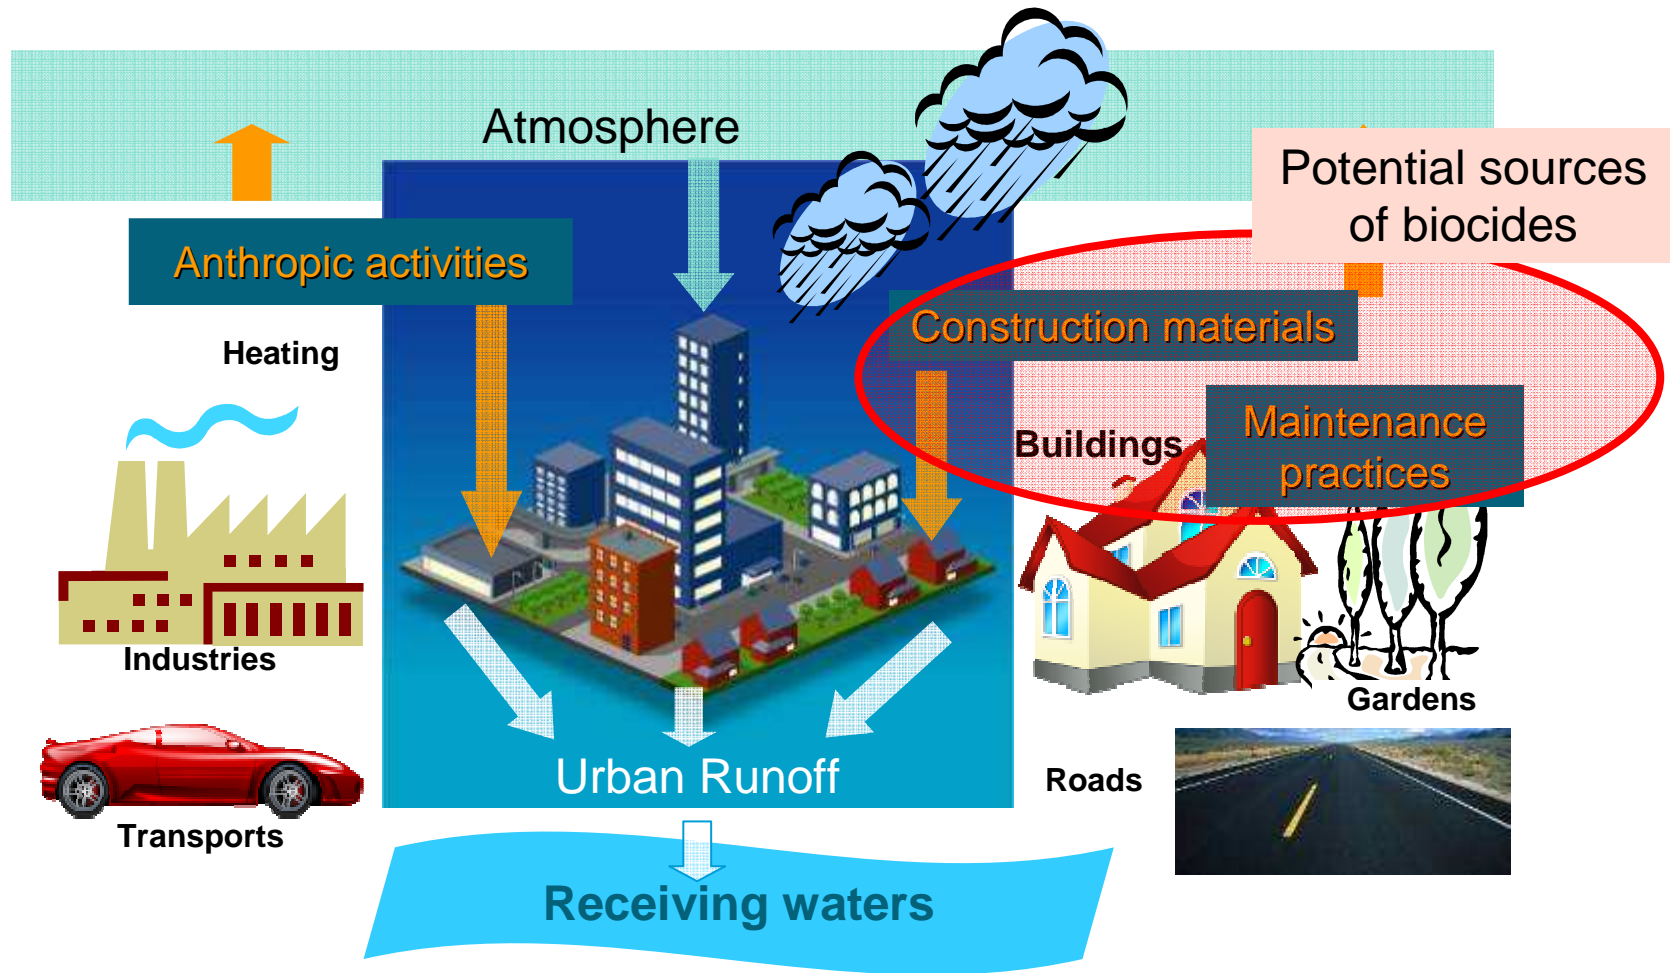 Atmosphere
Potential sources
of biocides
Anthropic activities
Construction materials
Heating
Maintenance
practices
Buildings
Industries
Gardens
Urban Runoff
Roads
Transports
Receiving waters